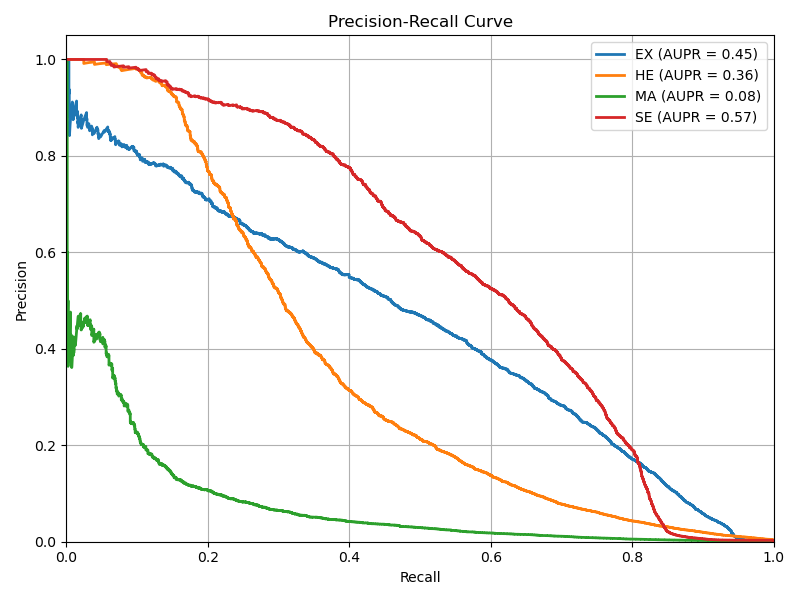 Precision-Recall Curve
EX (AUPR = 0.45)
HE (AUPR = 0.36)
MA (AUPR = 0.08)
SE (AUPR = 0.57)
Precision
1.0
0.8
0.6
0.4
0.2
0.0
0.0 0.2 0.4 0.6 0.8 1.0
Recall